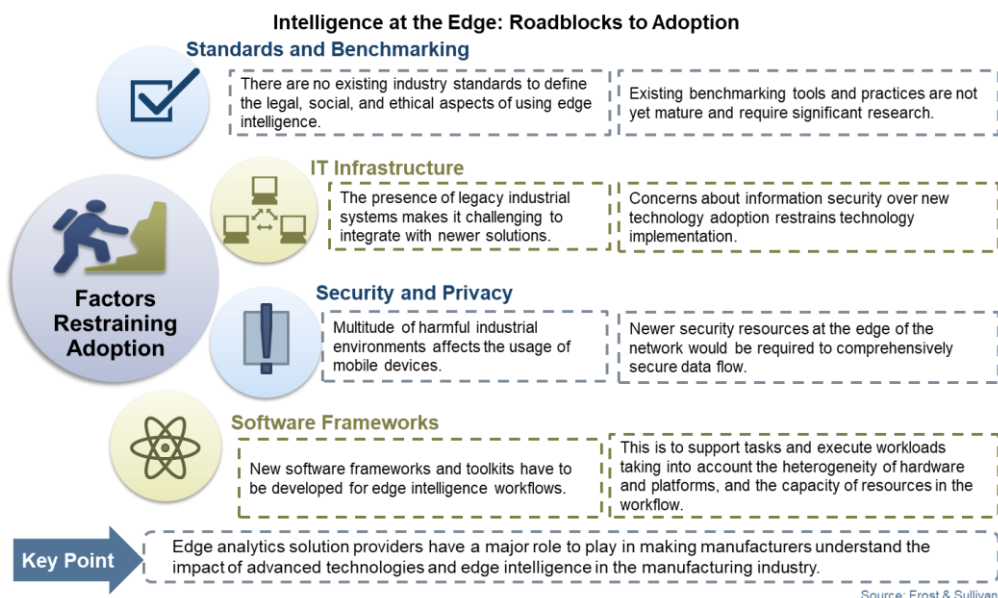 Intelligence at the Edge: Roadblocks to Adoption
Standards and Benchmarking
There are no existing industry standards to define
the legal, social, and ethical aspects of using edge
intelligence.
Existing benchmarking tools and practices are not
yet mature and require significant research.
IT Infrastructure
The presence of legacy industrial
systems makes it challenging to
integrate with newer solutions.
Concerns about information security over new
technology adoption restrains technology
implementation.
Factors
Restraining
Adoption
Security and Privacy
Multitude of harmful industrial
environments affects the usage of
mobile devices.
Newer security resources at the edge of the
network would be required to comprehensively
secure data flow.
Software Frameworks
New software frameworks and toolkits have to
be developed for edge intelligence workflows.
This is to support tasks and execute workloads
taking into account the heterogeneity of hardware
and platforms, and the capacity of resources in the
workflow.
Key Point
Edge analytics solution providers have a major role to play in making manufacturers understand the
impact of advanced technologies and edge intelligence in the manufacturing industry.
Source: Frost & Sullivan